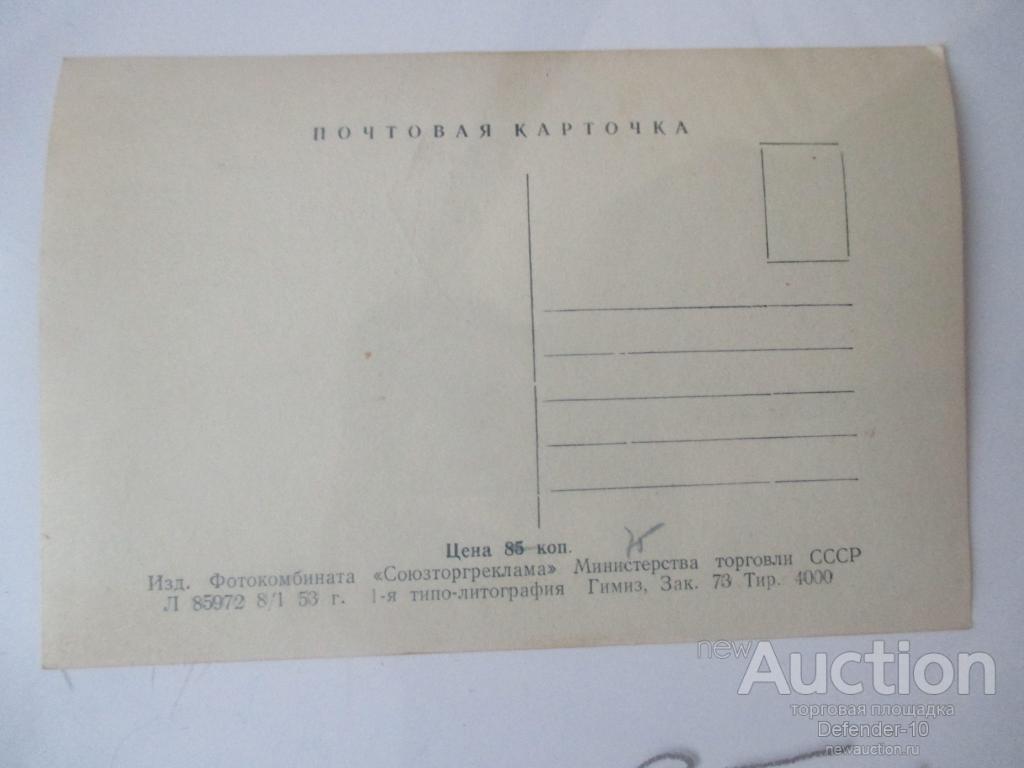 ПОЧТОВАЯ КАРТОЧКА
Цена 85 коп.
Изд. Фотокомбината «Союзторгреклама» Министерства торговли СССР
Л 85972 8/1 53 г. 1-я типо-литография Гимиз, Зак. 73 Тир. 4000
newAuction
торговая площадка
Defender-10
newauction.ru